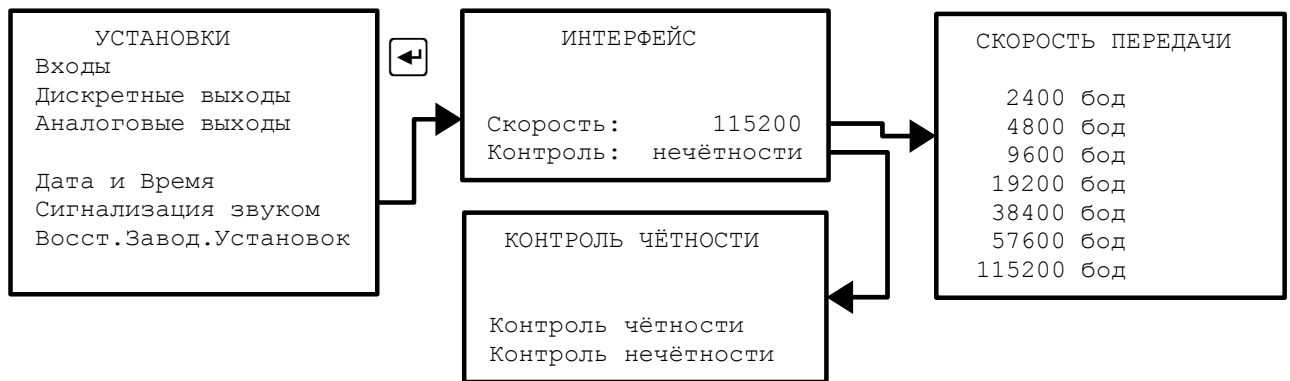 УСТАНОВКИ
Входы
Дискретные выходы
Аналоговые выходы
Дата и Время
Сигнализация звуком
Восст.Завод.Установок
ИНТЕРФЕЙС
Скорость: 115200
Контроль: нечётности
КОНТРОЛЬ ЧЁТНОСТИ
Контроль чётности
Контроль нечётности
СКОРОСТЬ ПЕРЕДАЧИ
2400 бод
4800 бод
9600 бод
19200 бод
38400 бод
57600 бод
115200 бод